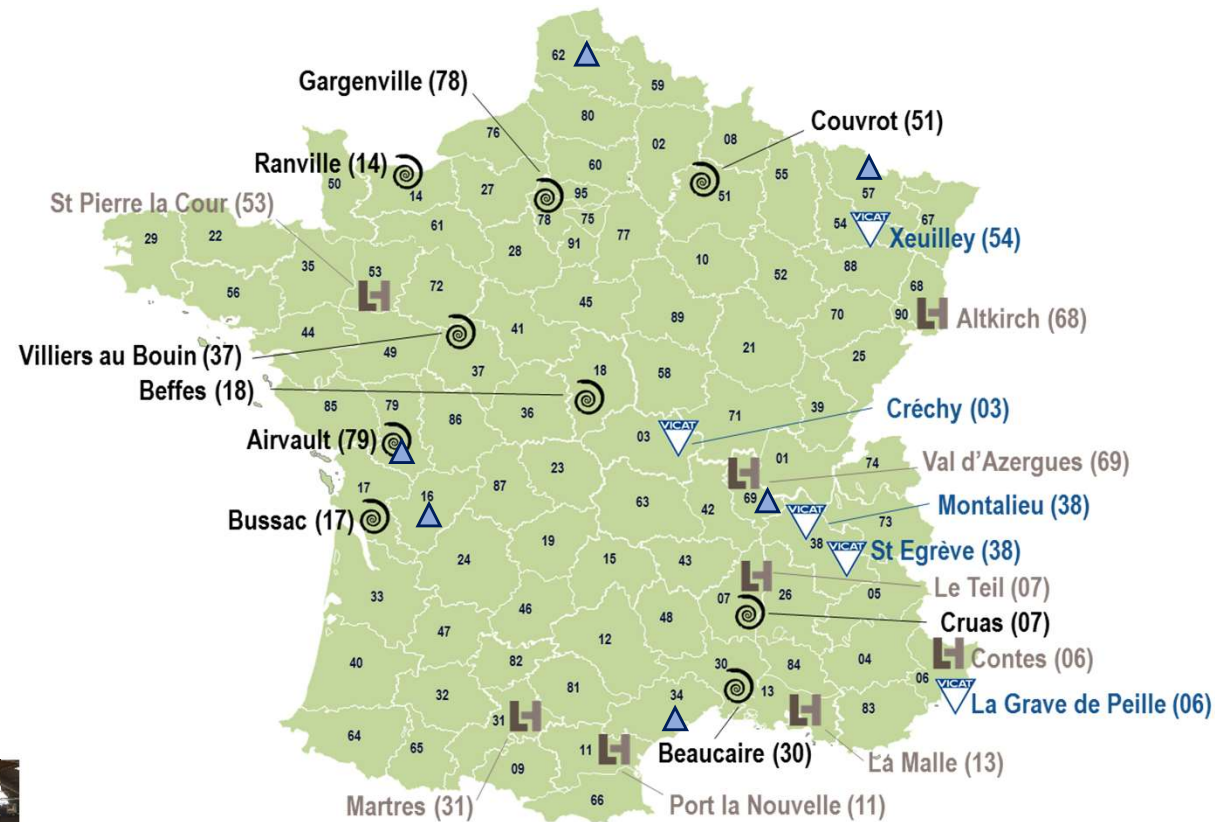 62
59
Gargenville (78)
80
Couvrot (51)
76
02
08
60
Ranville (14)
55
50
14
27
95
51
57
St Pierre la Cour (53)
78
75
54
VICAT
67
Xeuilley (54)
29
22
61
91
77
28
35
53
10
88
52
68
56
72
45
90
LH
Altkirch (68)
LH
41
89
70
44
21
25
Villiers au Bouin (37)
49
37
18
58
Beffes (18)
85
79
86
36
71
39
Créchy (03)
VICAT
03
Airvault (79)
01
74
Val d'Azergues (69)
LH
23
17
16
87
63
42
69
Montalieu (38)
VICAT
73
Bussac (17)
38
VICAT
St Egrève (38)
19
24
15
43
LH
Le Teil (07)
07
26
05
33
46
48
Cruas (07)
47
12
LH
Contes (06)
40
82
30
84
04
06
VICAT
La Grave de Peille (06)
32
81
34
13
83
31
LH
LH
64
65
11
LH
Beaucaire (30)
La Malle (13)
09
Martres (31)
66
Port la Nouvelle (11)